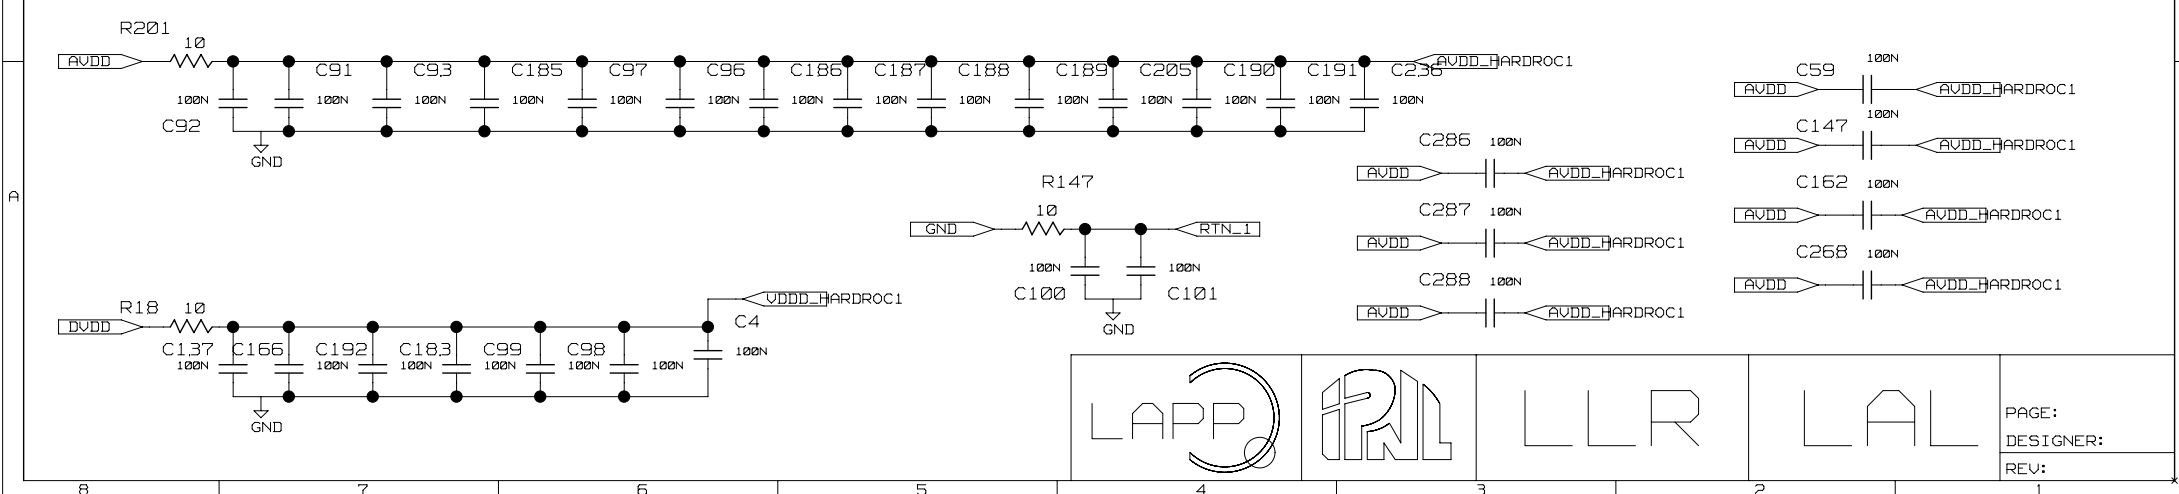 R201
10
AVDD
C91 C93 C185 C97 C96 C186 C187 C188 C189 C205 C190 C191 C236
AVDD_HARDROC1
100N 100N 100N 100N 100N 100N 100N 100N 100N 100N 100N 100N 100N 100N
C92
GND
C59 100N
AVDD AVDD_HARDROC1
C147 100N
AVDD AVDD_HARDROC1
C162 100N
AVDD AVDD_HARDROC1
C268 100N
AVDD AVDD_HARDROC1
C286 100N
AVDD AVDD_HARDROC1
C287 100N
AVDD AVDD_HARDROC1
C288 100N
AVDD AVDD_HARDROC1
R147
10
GND RTN_1
100N 100N
C100 C101
GND
R18 10
DVDD
VDDD_HARDROC1
C4
C137 C166 C192 C183 C99 C98
100N 100N 100N 100N 100N 100N 100N
GND
A
LAPP IPNL LLR LAL
PAGE:
DESIGNER:
REV:
8 7 6 5 4 3 2 1